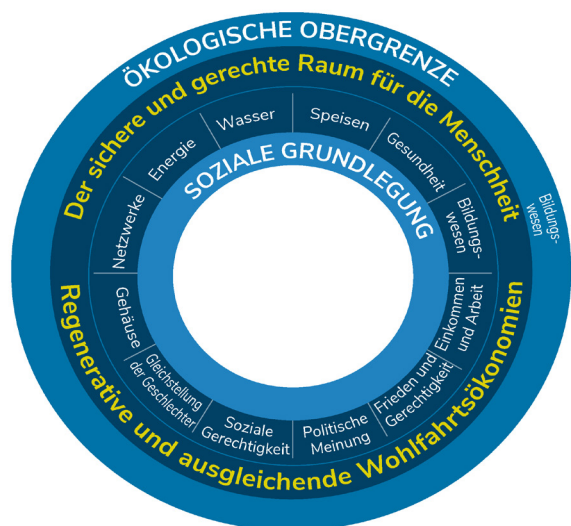 ÖKOLOGISCHE OBERGRENZE
Der sichere und gerechte Raum für die Menschheit
Wasser
Speisen
Gesundheit
Bildungs-
wesen
Einkommen
und Arbeit
Frieden und
Gerechtigkeit
Politische
Meinung
Soziale
Gerechtigkeit
Gleichstellung
der Geschlechter
Gehäuse
Netzwerke
Energie
SOZIALE GRUNDLEGUNG
Bildungs-
wesen
Regenerative und ausgleichende Wohlfahrtsökonomien